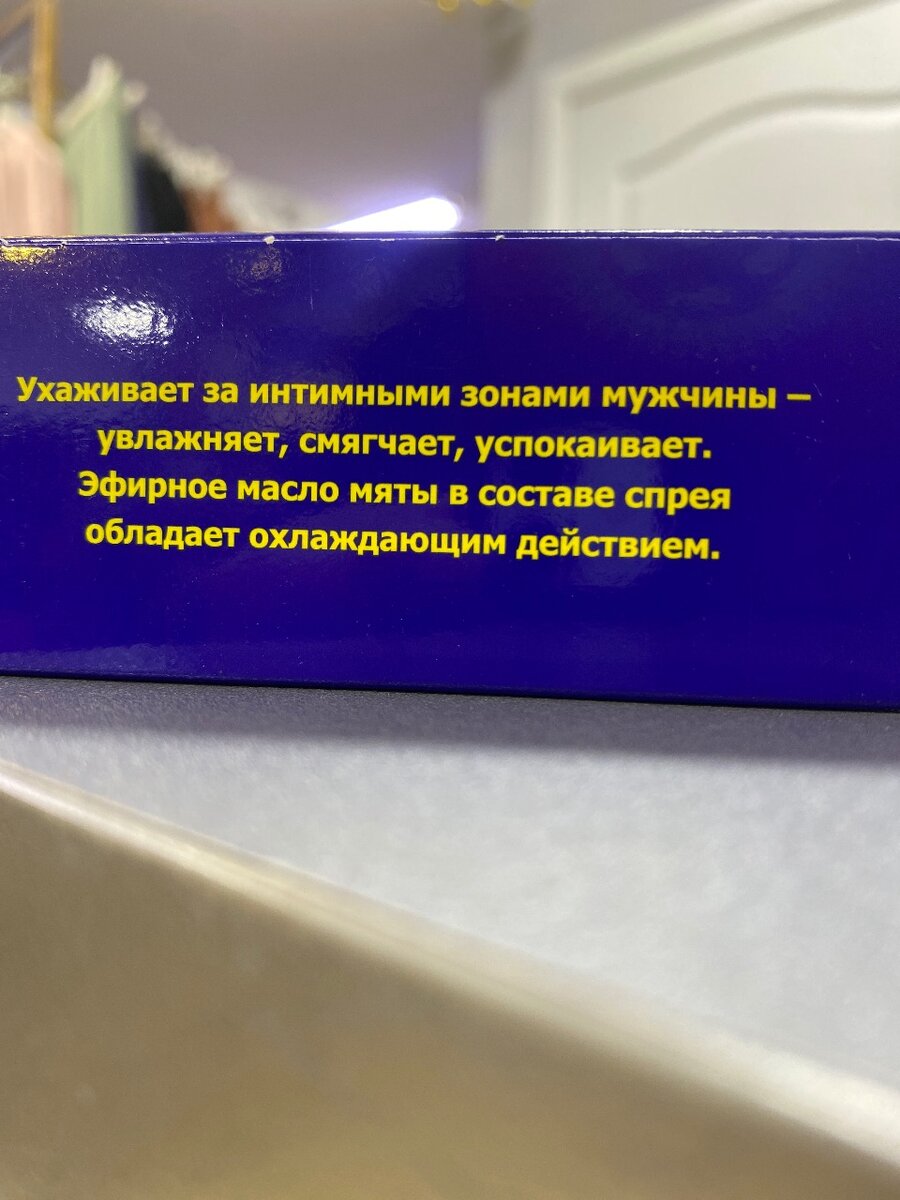 Ухаживает за интимными зонами мужчины –
увлажняет, смягчает, успокаивает.
Эфирное масло мяты в составе спрея
обладает охлаждающим действием.